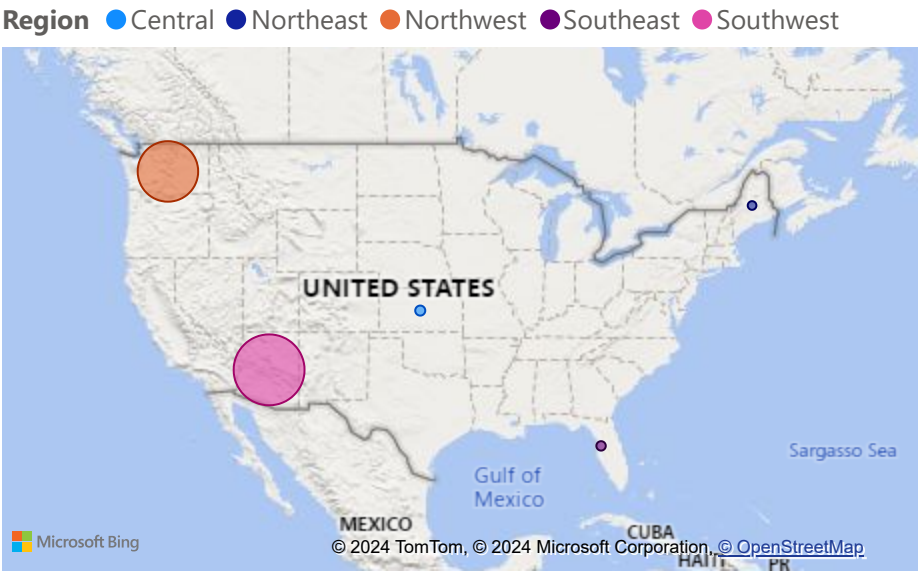 Region Central Northeast Northwest Southeast Southwest
UNITED STATES
Sargasso Sea
Gulf of
Mexico
MEXICO
CUBA
Microsoft Bing
© 2024 TomTom, © 2024 Microsoft Corporation, © OpenStreetMap
HAITI
PR